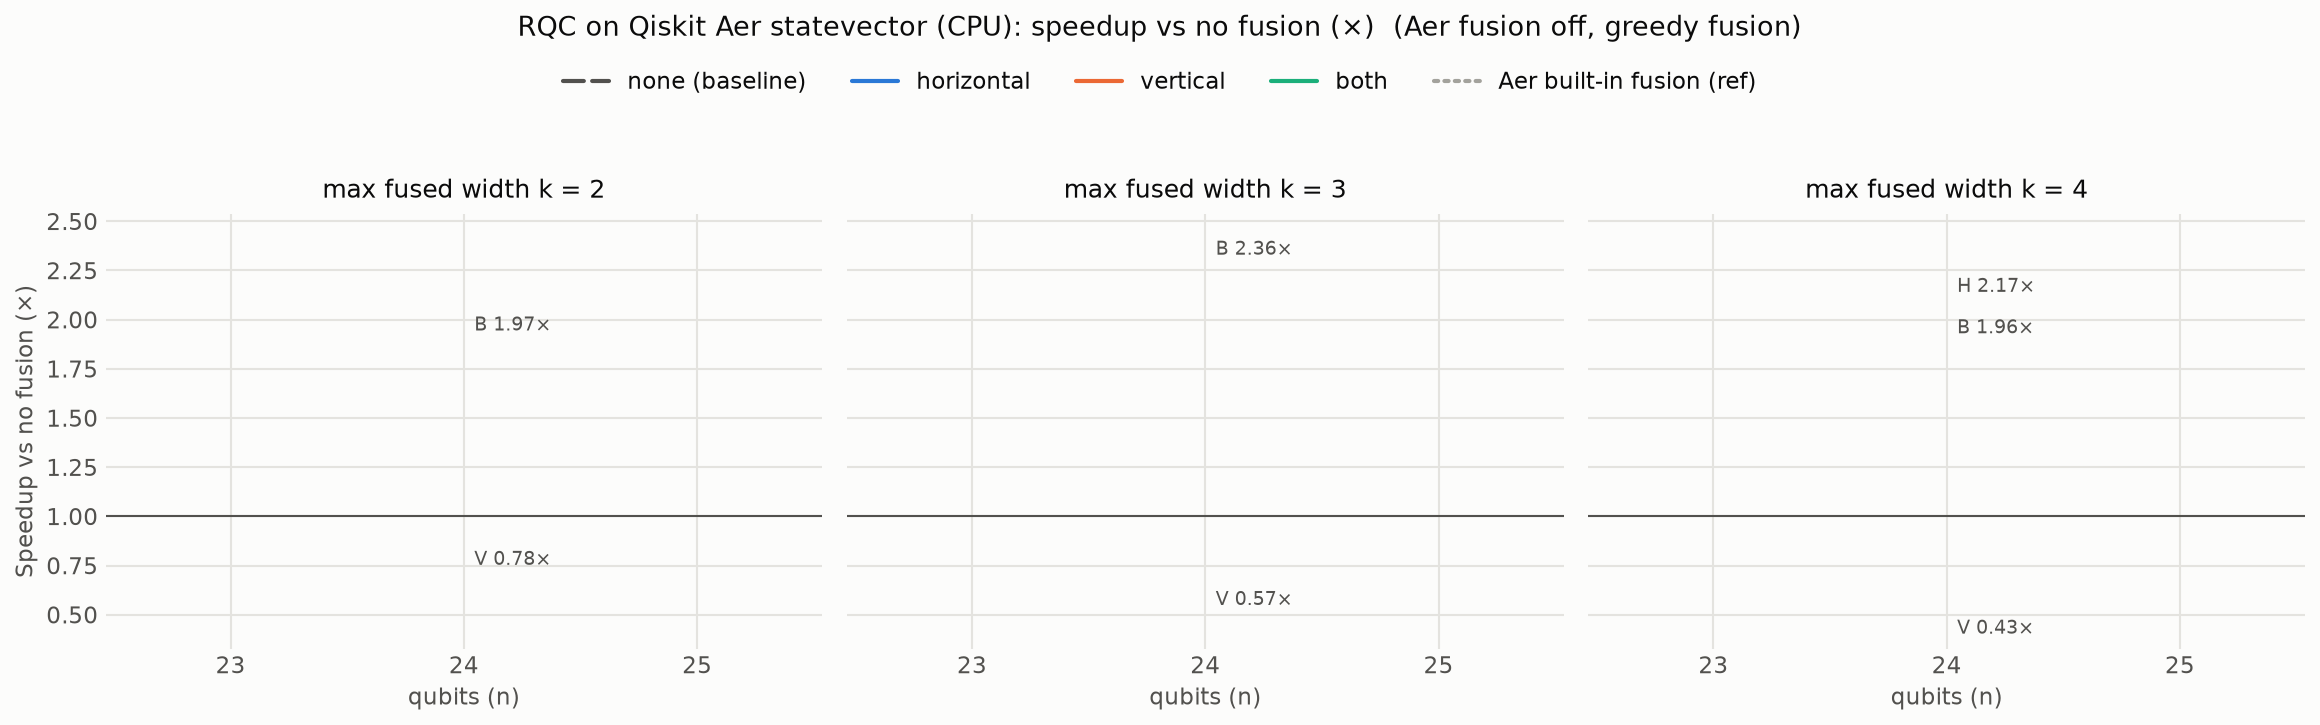 RQC on Qiskit Aer statevector (CPU): speedup vs no fusion (×)  (Aer fusion off, greedy fusion)
none (baseline) horizontal vertical both Aer built-in fusion (ref)
max fused width k = 2
Speedup vs no fusion (×)
2.50
2.25
2.00
1.75
1.50
1.25
1.00
0.75
0.50
B 1.97×
V 0.78×
23 24 25
qubits (n)
max fused width k = 3
B 2.36×
V 0.57×
23 24 25
qubits (n)
max fused width k = 4
H 2.17×
B 1.96×
V 0.43×
23 24 25
qubits (n)